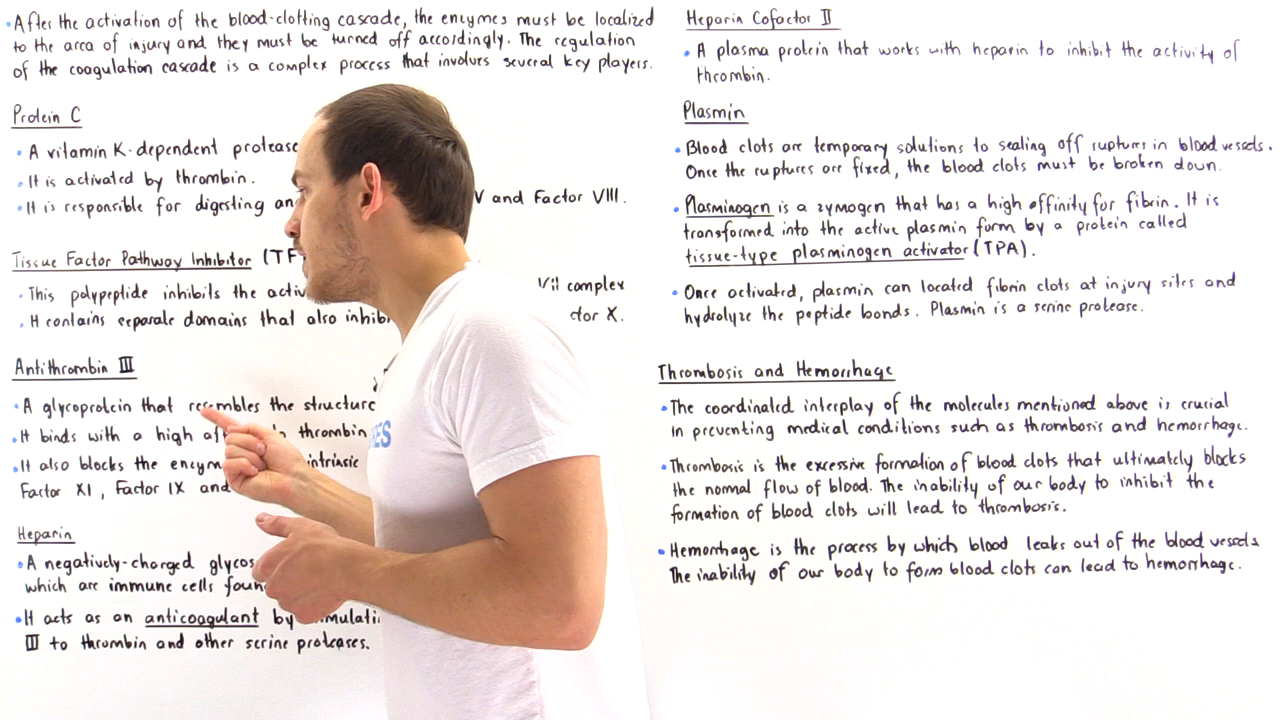 • After the activation of the blood-clotting cascade, the enzymes must be localized
to the area of injury and they must be turned off accordingly. The regulation
of the coagulation cascade is a complex process that involves several key players.
Protein C
• A vitamin K-dependent protease
• It is activated by thrombin.
• It is responsible for digesting an V and Factor VIII.
Tissue Factor Pathway Inhibitor (TF
• This polypeptide inhibits the activ VII complex
• It contains separate domains that also inhibi ctor X.
Antithrombin III
• A glycoprotein that resembles the structure
• It binds with a high af thrombin
• It also blocks the enzym intrinsic
Factor XI, Factor IX and
Heparin
• A negatively-charged glycos
which are immune cells foun
• It acts as an anticoagulant by mulati
III to thrombin and other serine proteases.
ES
Heparin Cofactor II
• A plasma protein that works with heparin to inhibit the activity of
thrombin.
Plasmin
• Blood clots are temporary solutions to sealing off ruptures in blood vessels.
Once the ruptures are fixed, the blood clots must be broken down.
• Plasminogen is a zymogen that has a high affinity for fibrin. It is
transformed into the active plasmin form by a protein called
tissue-type plasminogen activator (TPA).
• Once activated, plasmin can located fibrin clots at injury sites and
hydrolyze the peptide bonds. Plasmin is a serine protease.
Thrombosis and Hemorrhage
• The coordinated interplay of the molecules mentioned above is crucial
in preventing medical conditions such as thrombosis and hemorrhage.
• Thrombosis is the excessive formation of blood clots that ultimately blocks
the normal flow of blood. The inability of our body to inhibit the
formation of blood clots will lead to thrombosis.
• Hemorrhage is the process by which blood leaks out of the blood vessels.
The inability of our body to form blood clots can lead to hemorrhage.